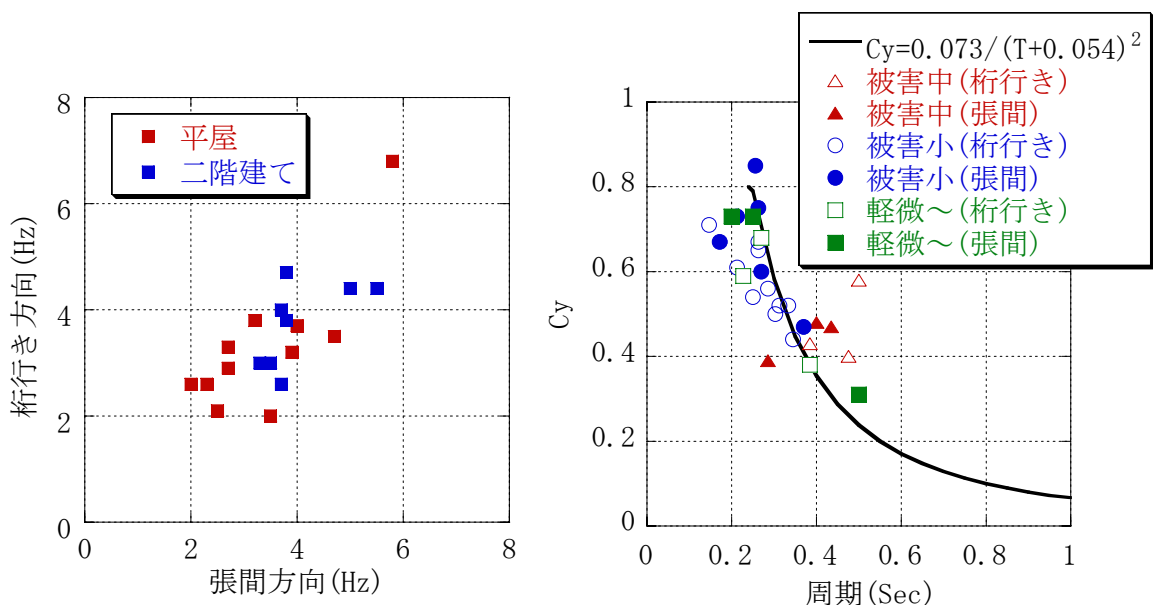 平屋
二階建て
8
6
4
2
0
0 2 4 6 8
桁行き方向(Hz)
張間方向(Hz)
Cy=0.073/(T+0.054)²
被害中(桁行き)
被害中(張間)
被害小(桁行き)
被害小(張間)
軽微～(桁行き)
軽微～(張間)
1
0.8
0.6
0.4
0.2
0
0 0.2 0.4 0.6 0.8 1
Cy
周期(Sec)